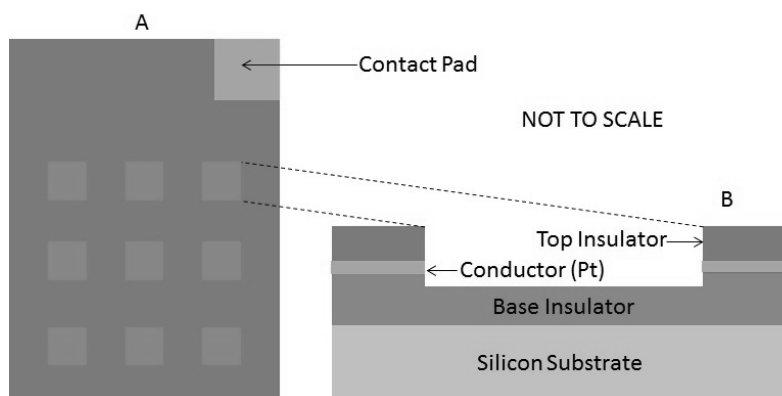 A
Contact Pad
NOT TO SCALE
B
Top Insulator
Conductor (Pt)
Base Insulator
Silicon Substrate